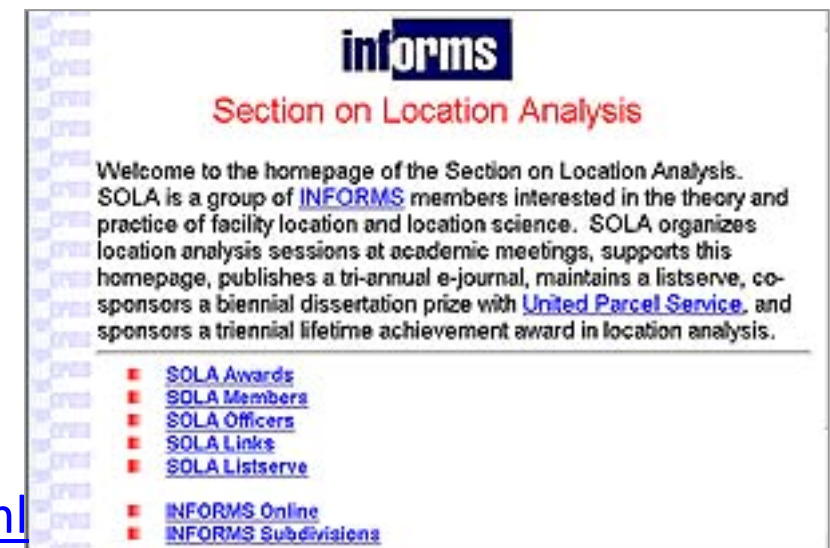 informs
Section on Location Analysis
Welcome to the homepage of the Section on Location Analysis.
SOLA is a group of INFORMS members interested in the theory and
practice of facility location and location science. SOLA organizes
location analysis sessions at academic meetings, supports this
homepage, publishes a tri-annual e-journal, maintains a listserve, co-
sponsors a biennial dissertation prize with United Parcel Service, and
sponsors a triennial lifetime achievement award in location analysis.
SOLA Awards
SOLA Members
SOLA Officers
SOLA Links
SOLA Listserve
INFORMS Online
INFORMS Subdivisions